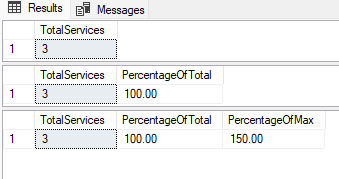 Results Messages
TotalServices
1 3
TotalServices PercentageOfTotal
1 3 100.00
TotalServices PercentageOfTotal PercentageOfMax
1 3 100.00 150.00